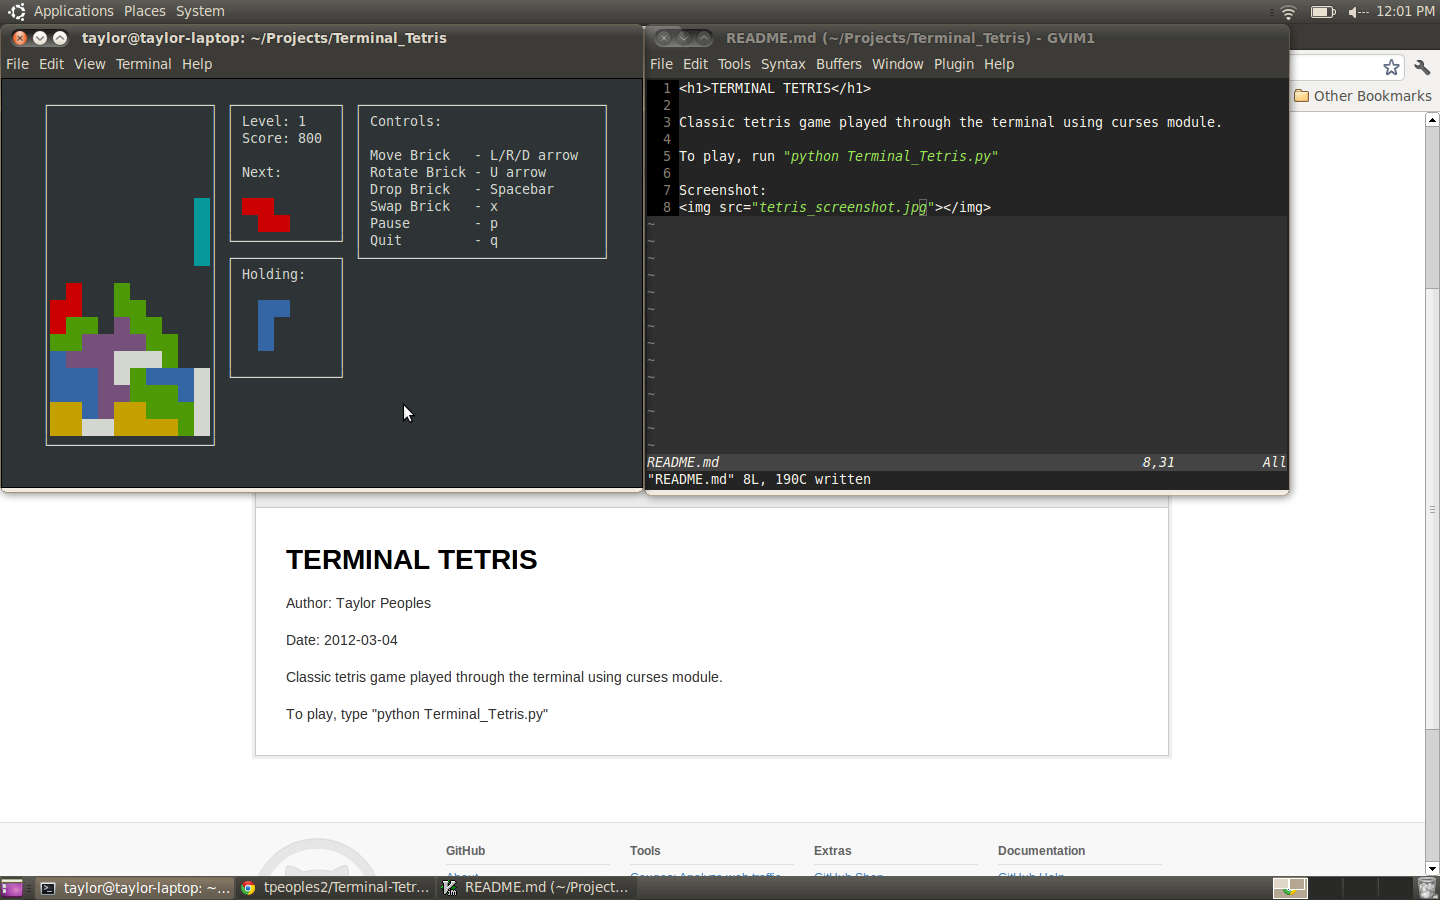 Applications Places System
12:01 PM
taylor@taylor-laptop: ~/Projects/Terminal_Tetris
File Edit View Terminal Help
Level: 1
Score: 800
Next:
Holding:
Controls:
Move Brick - L/R/D arrow
Rotate Brick - U arrow
Drop Brick - Spacebar
Swap Brick - x
Pause - p
Quit - q
README.md (~/Projects/Terminal_Tetris) - GVIM1
File Edit Tools Syntax Buffers Window Plugin Help
1 <h1>TERMINAL TETRIS</h1>
2
3 Classic tetris game played through the terminal using curses module.
4
5 To play, run "python Terminal_Tetris.py"
6
7 Screenshot:
8 <img src="tetris_screenshot.jpg"></img>
~
~
~
~
~
~
~
~
~
~
~
~
~
~
README.md 8,31 All
"README.md" 8L, 190C written
Other Bookmarks
TERMINAL TETRIS
Author: Taylor Peoples
Date: 2012-03-04
Classic tetris game played through the terminal using curses module.
To play, type "python Terminal_Tetris.py"
GitHub Tools Extras Documentation
taylor@taylor-laptop: ~... tpeoples2/Terminal-Tetr... README.md (~/Project...